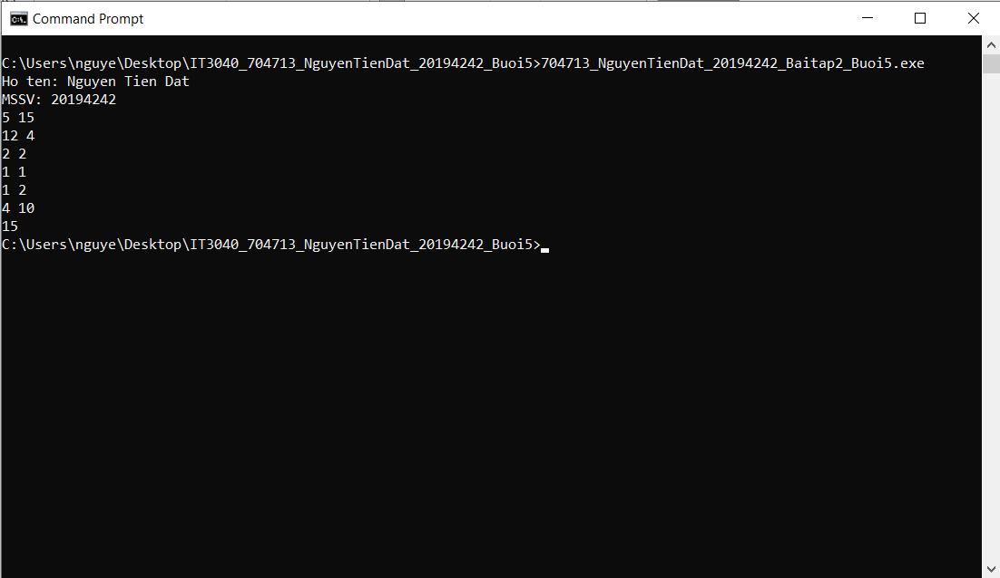 Command Prompt
C:\Users\nguye\Desktop\IT3040_704713_NguyenTienDat_20194242_Buoi5>704713_NguyenTienDat_20194242_Baitap2_Buoi5.exe
Ho ten: Nguyen Tien Dat
MSSV: 20194242
5 15
12 4
2 2
1 1
1 2
4 10
15
C:\Users\nguye\Desktop\IT3040_704713_NguyenTienDat_20194242_Buoi5>